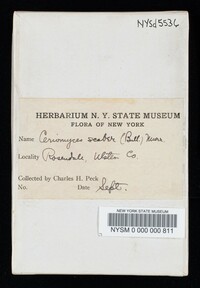 NYSd5536
HERBARIUM N. Y. STATE MUSEUM
FLORA OF NEW YORK
Name Ceriomyces scaber (Bull.) Murr.
Locality Rosendale, Ulster Co.
Collected by Charles H. Peck
No. Date Sept.
NEW YORK STATE MUSEUM
NYSM 0 000 000 811